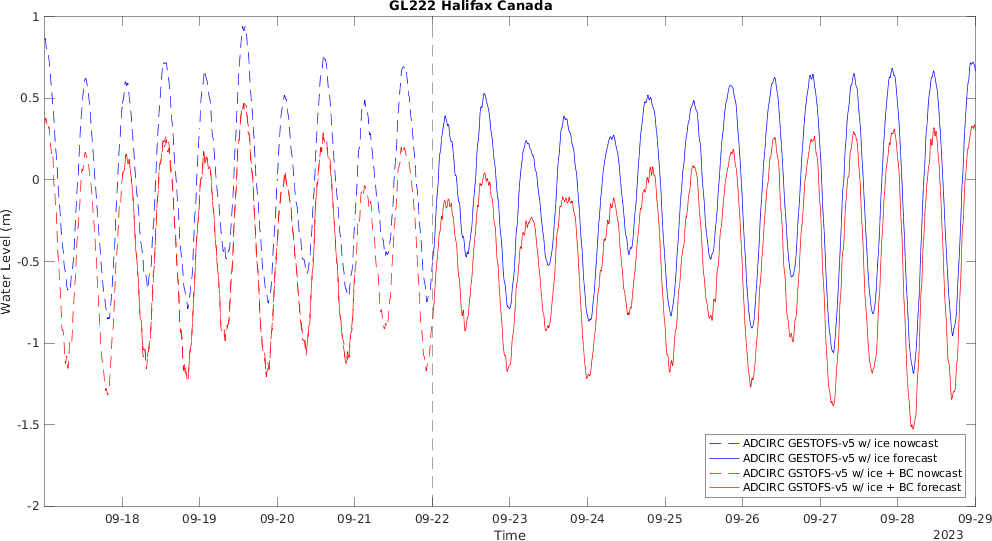 GL222 Halifax Canada
1
0.5
0
-0.5
-1
-1.5
-2
Water Level (m)
ADCIRC GESTOFS-v5 w/ ice nowcast
ADCIRC GESTOFS-v5 w/ ice forecast
ADCIRC GSTOFS-v5 w/ ice + BC nowcast
ADCIRC GSTOFS-v5 w/ ice + BC forecast
09-18 09-19 09-20 09-21 09-22 09-23 09-24 09-25 09-26 09-27 09-28 09-29
Time
2023